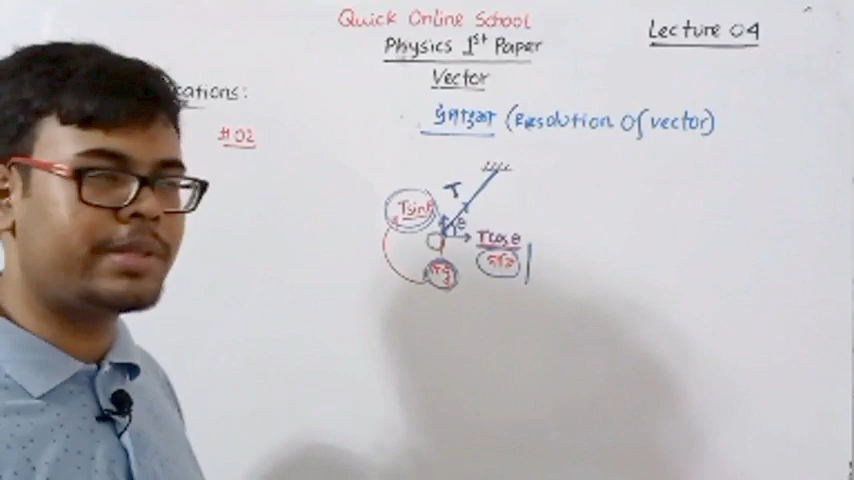 Quick Online School
Lecture 04
Physics 1st Paper
Vector
cations:
(Resolution Of vector)
# 02
T
Tsinθ
θ
Tcosθ